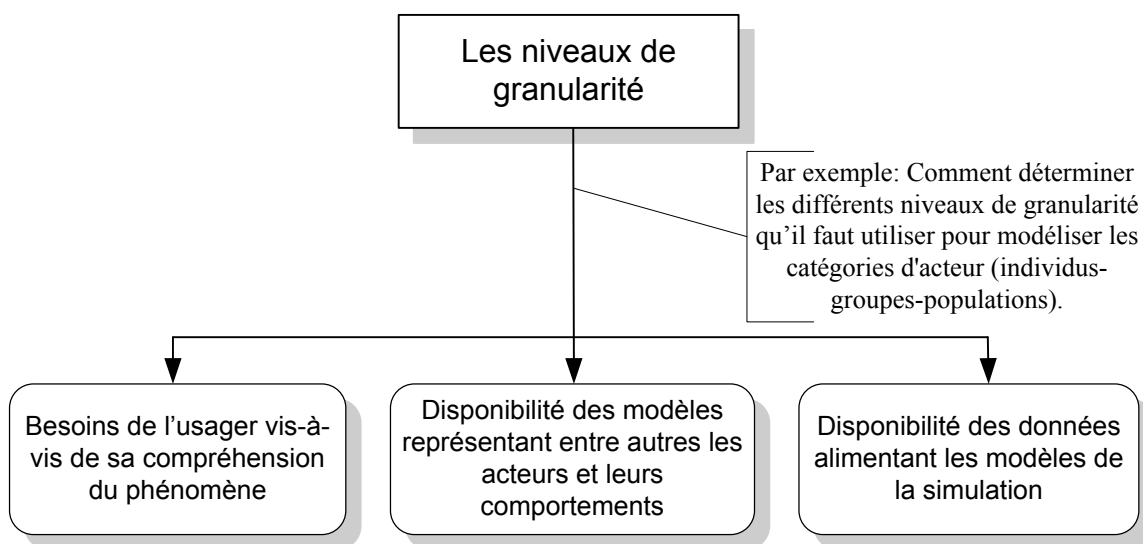 Les niveaux de
granularité
Par exemple: Comment déterminer
les différents niveaux de granularité
qu’il faut utiliser pour modéliser les
catégories d'acteur (individus-
groupes-populations).
Besoins de l’usager vis-à-
vis de sa compréhension
du phénomène
Disponibilité des modèles
représentant entre autres les
acteurs et leurs
comportements
Disponibilité des données
alimentant les modèles de
la simulation